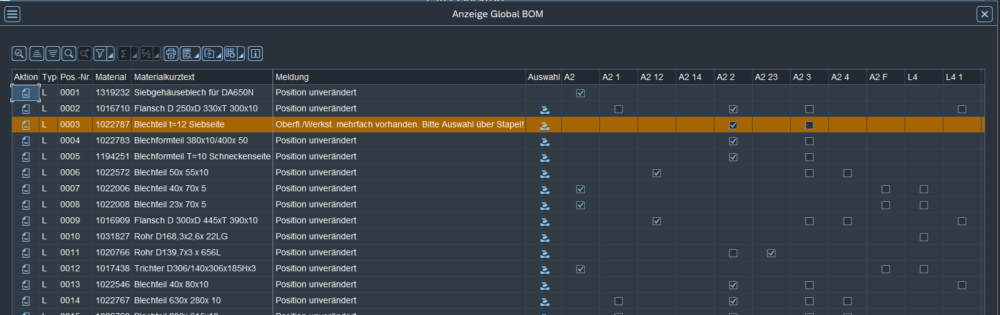 Anzeige Global BOM
Aktion Typ Pos.-Nr. Material Materialkurztext Meldung Auswahl A2 A2 1 A2 12 A2 14 A2 2 A2 23 A2 3 A2 4 A2 F L4 L4 1
L 0001 1319232 Siebgehäuseblech für DA650N Position unverändert
L 0002 1016710 Flansch D 250xD 330xT 300x10 Position unverändert
L 0003 1022787 Blechteil t=12 Siebseite Oberfl./Werkst. mehrfach vorhanden. Bitte Auswahl über Stapel!
L 0004 1022783 Blechformteil 380x10/400x 50 Position unverändert
L 0005 1194251 Blechformteil T=10 Schneckenseite Position unverändert
L 0006 1022572 Blechteil 50x 55x10 Position unverändert
L 0007 1022006 Blechteil 40x 70x 5 Position unverändert
L 0008 1022008 Blechteil 23x 70x 5 Position unverändert
L 0009 1016909 Flansch D 300xD 445xT 390x10 Position unverändert
L 0010 1031827 Rohr D168,3x2,6x 22LG Position unverändert
L 0011 1020766 Rohr D139,7x3 x 656L Position unverändert
L 0012 1017438 Trichter D306/140x306x185Hx3 Position unverändert
L 0013 1022546 Blechteil 40x 80x10 Position unverändert
L 0014 1022767 Blechteil 630x 280x 10 Position unverändert